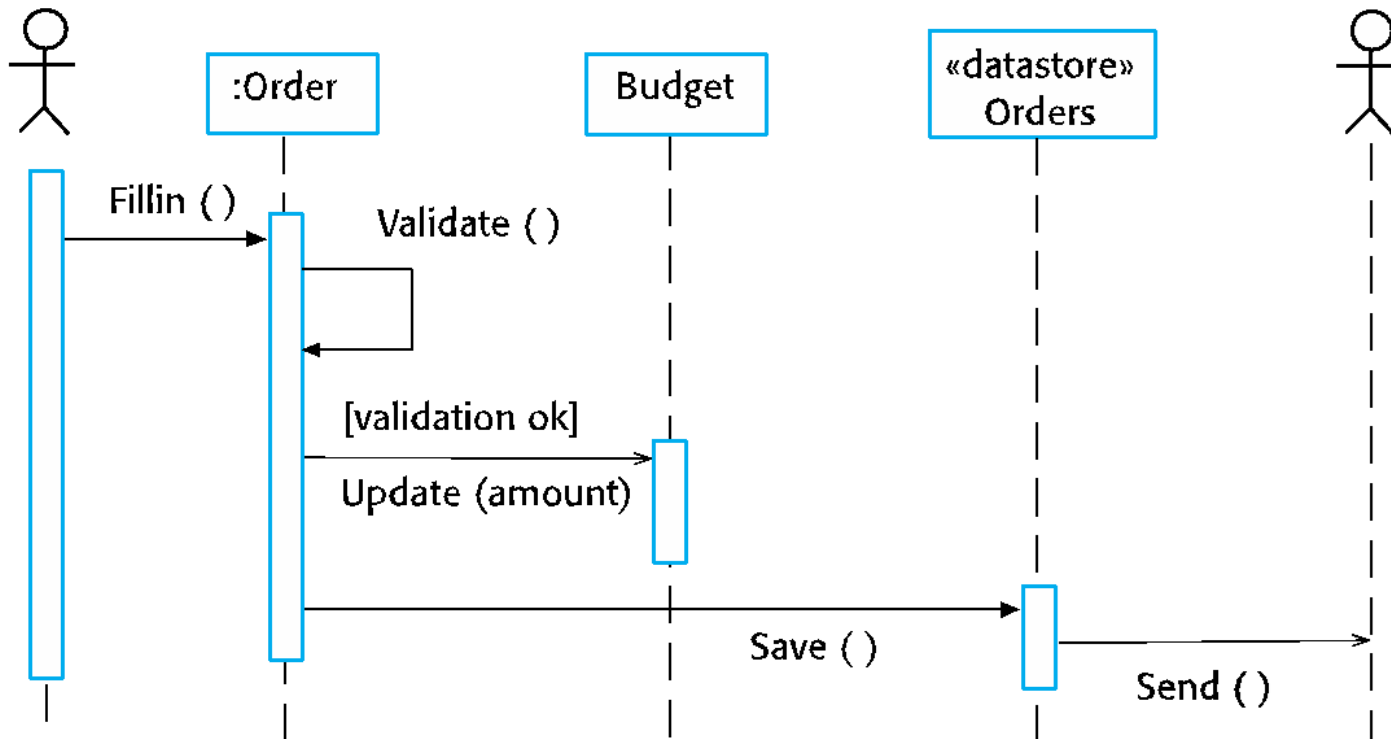 :Order
Budget
«datastore»
Orders
Fillin ( )
Validate ( )
[validation ok]
Update (amount)
Save ( )
Send ( )